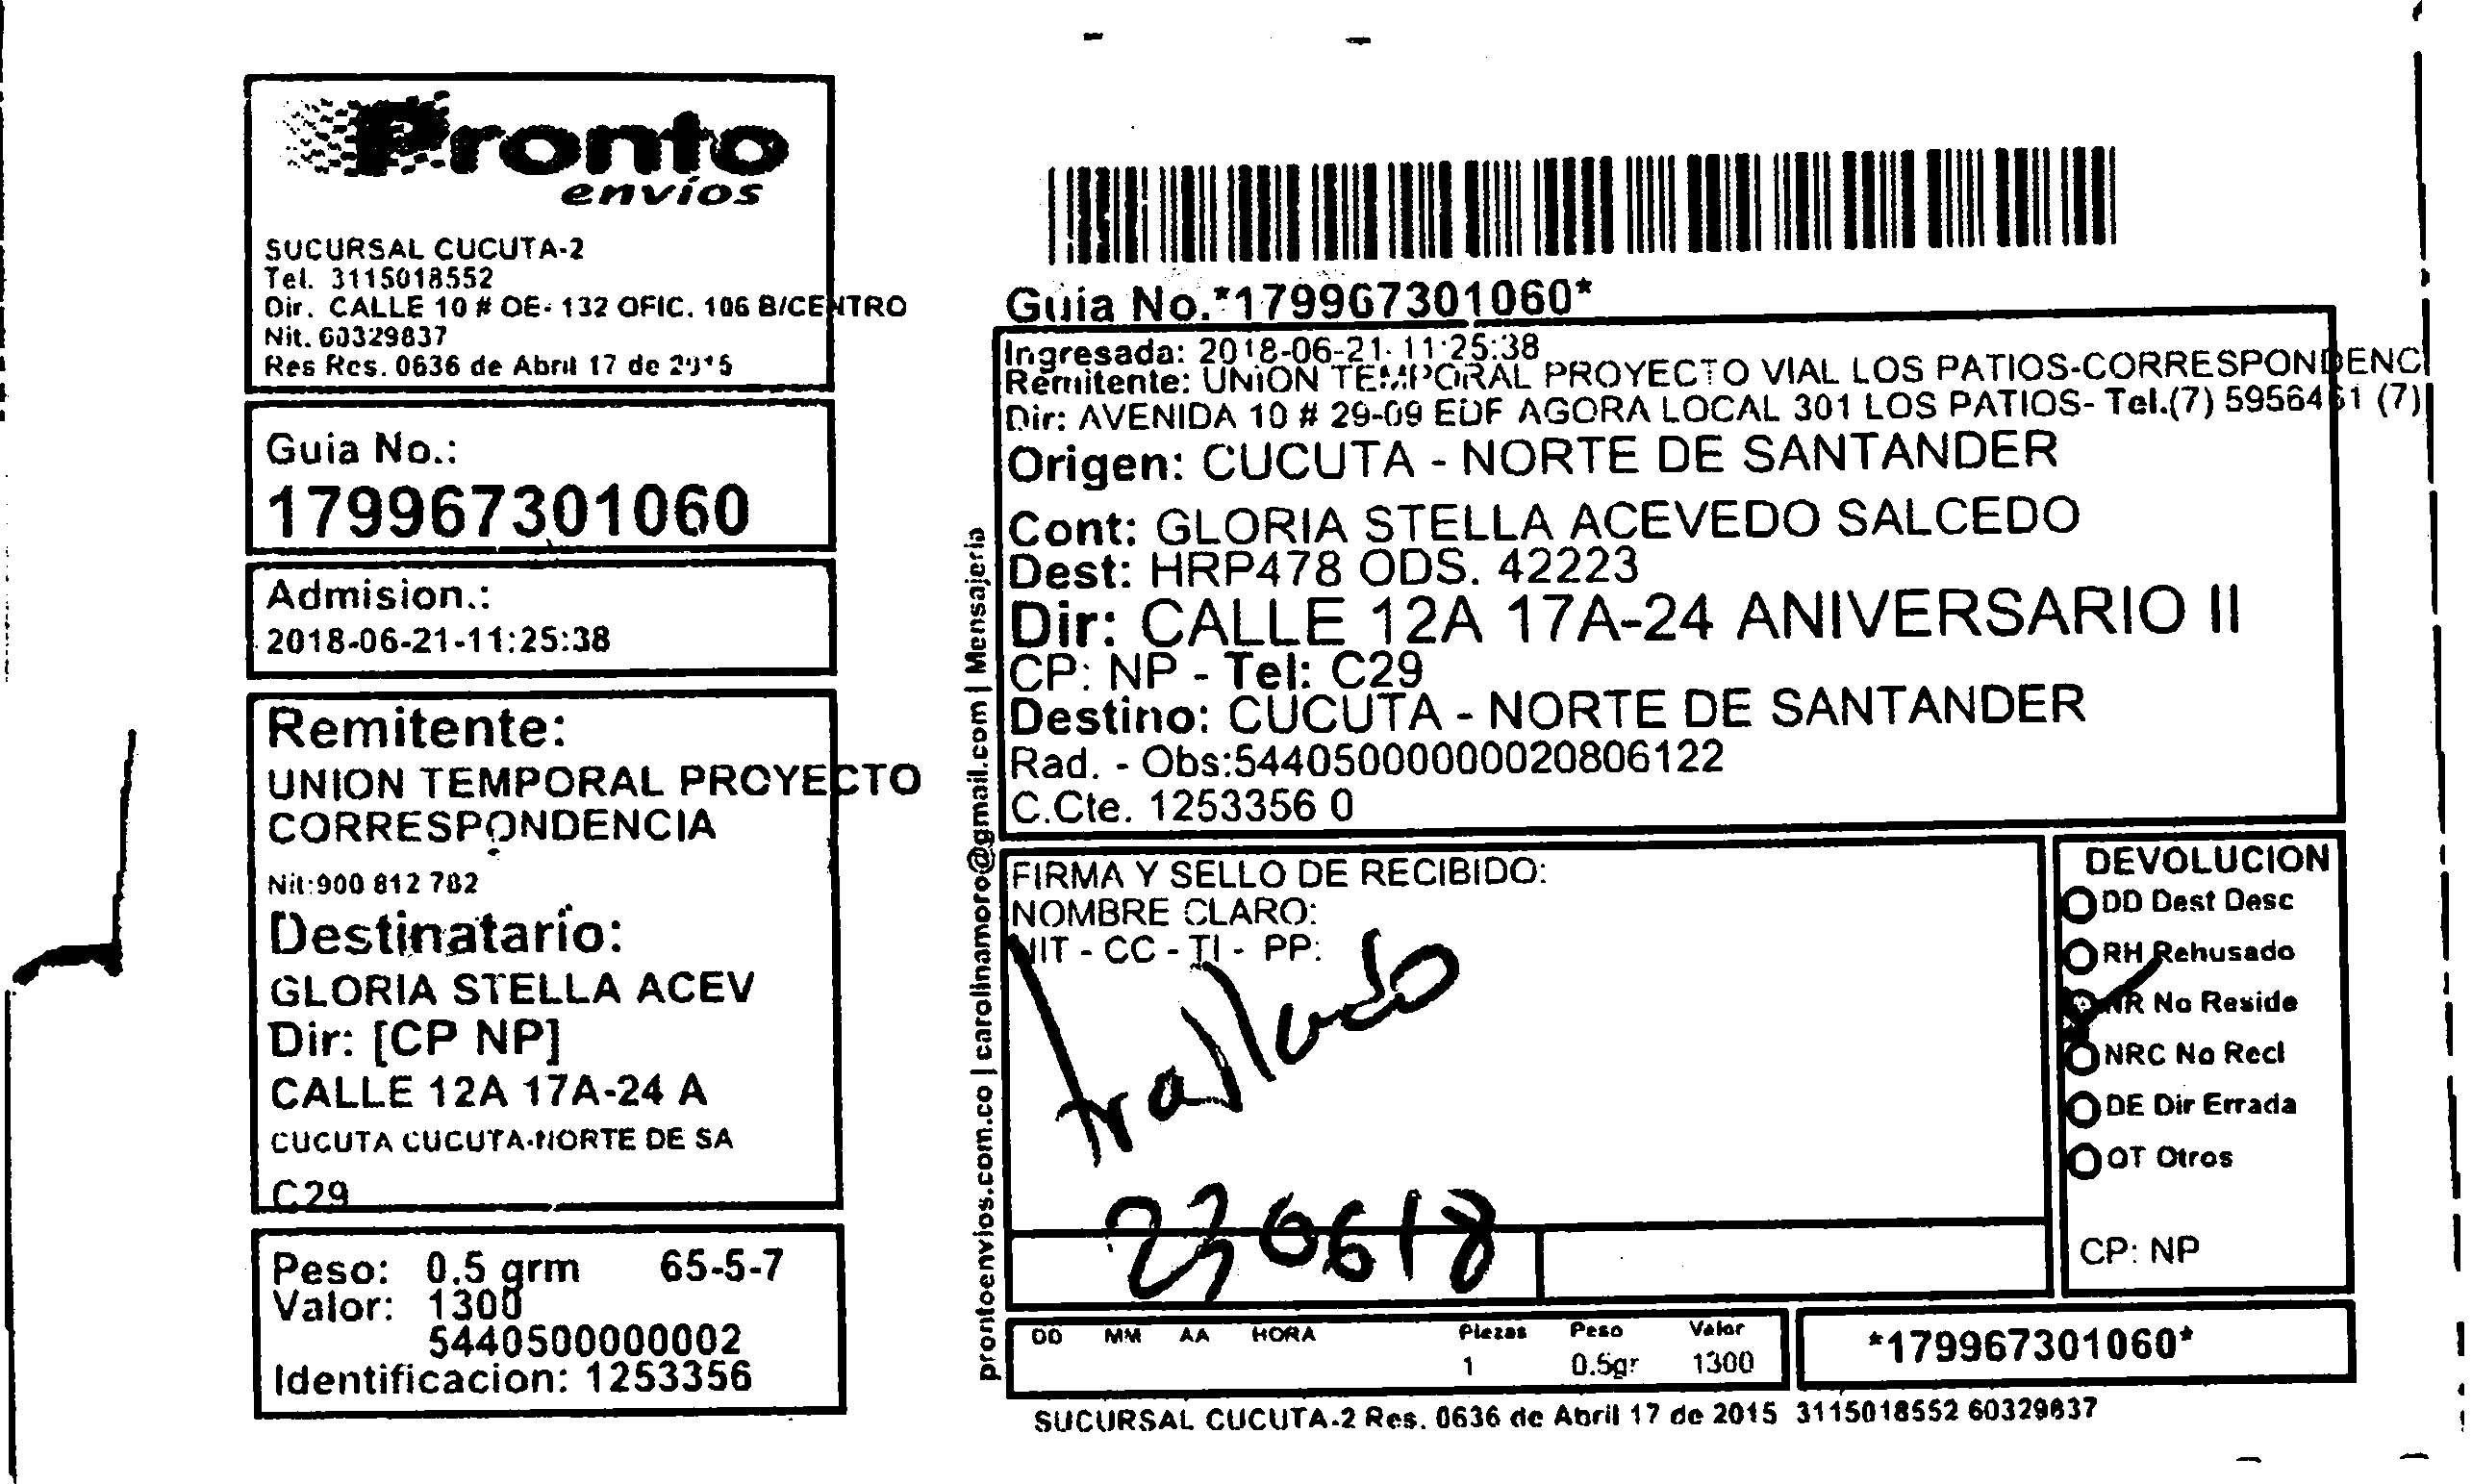 Pronto
envíos
SUCURSAL CUCUTA-2
Tel. 3115018552
Dir. CALLE 10 # OE- 132 OFIC. 106 B/CENTRO
Nit. 60329837
Res Res. 0636 de Abril 17 de 2015
Guia No.:
179967301060
Admision.:
2018-06-21-11:25:38
Remitente:
UNION TEMPORAL PROYECTO
CORRESPONDENCIA
Nit:900 812 782
Destinatario:
GLORIA STELLA ACEV
Dir: [CP NP]
CALLE 12A 17A-24 A
CUCUTA CUCUTA-NORTE DE SA
C29
Peso: 0.5 grm 65-5-7
Valor: 1300
5440500000002
Identificacion: 1253356
prontoenvios.com.co | carolinamoro@gmail.com | Mensajeria
Guia No.*179967301060*
Ingresada: 2018-06-21- 11:25:38
Remitente: UNION TEMPORAL PROYECTO VIAL LOS PATIOS-CORRESPONDENCI
Dir: AVENIDA 10 # 29-09 EDF AGORA LOCAL 301 LOS PATIOS- Tel.(7) 5956461 (7)
Origen: CUCUTA - NORTE DE SANTANDER
Cont: GLORIA STELLA ACEVEDO SALCEDO
Dest: HRP478 ODS. 42223
Dir: CALLE 12A 17A-24 ANIVERSARIO II
CP: NP - Tel: C29
Destino: CUCUTA - NORTE DE SANTANDER
Rad. - Obs:54405000000020806122
C.Cte. 1253356 0
FIRMA Y SELLO DE RECIBIDO:
NOMBRE CLARO:
NIT - CC - TI - PP:
230618
DEVOLUCION
DD Dest Desc
RH Rehusado
NR No Reside
NRC No Recl
DE Dir Errada
OT Otros
CP: NP
DD MM AA HORA Piezas Peso Valor
1 0.5gr 1300
*179967301060*
SUCURSAL CUCUTA-2 Res. 0636 de Abril 17 de 2015 3115018552 60329837